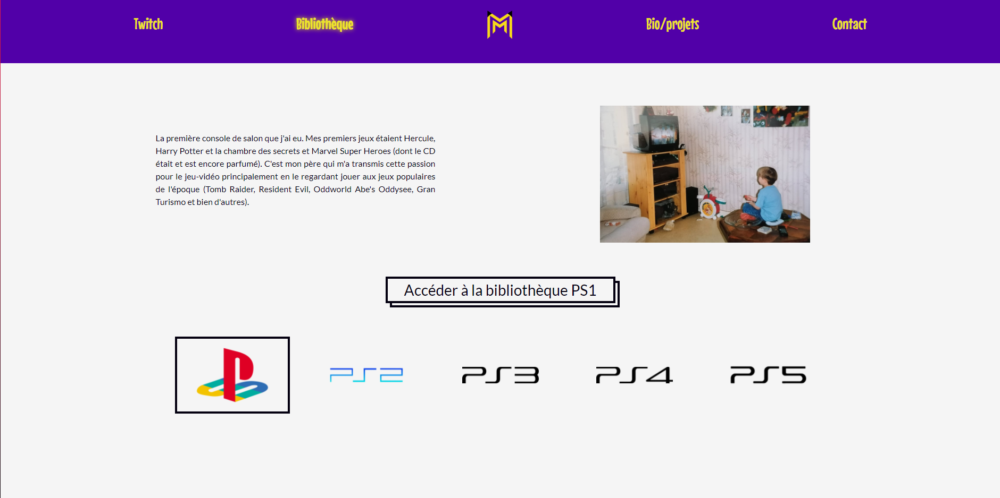 Twitch
Bibliothèque
M
Bio/projets
Contact
La première console de salon que j'ai eu. Mes premiers jeux étaient Hercule,
Harry Potter et la chambre des secrets et Marvel Super Heroes (dont le CD
était et est encore parfumé). C'est mon père qui m'a transmis cette passion
pour le jeu-vidéo principalement en le regardant jouer aux jeux populaires
de l'époque (Tomb Raider, Resident Evil, Oddworld Abe's Oddysee, Gran
Turismo et bien d'autres).
Accéder à la bibliothèque PS1
PS2
PS3
PS4
PS5